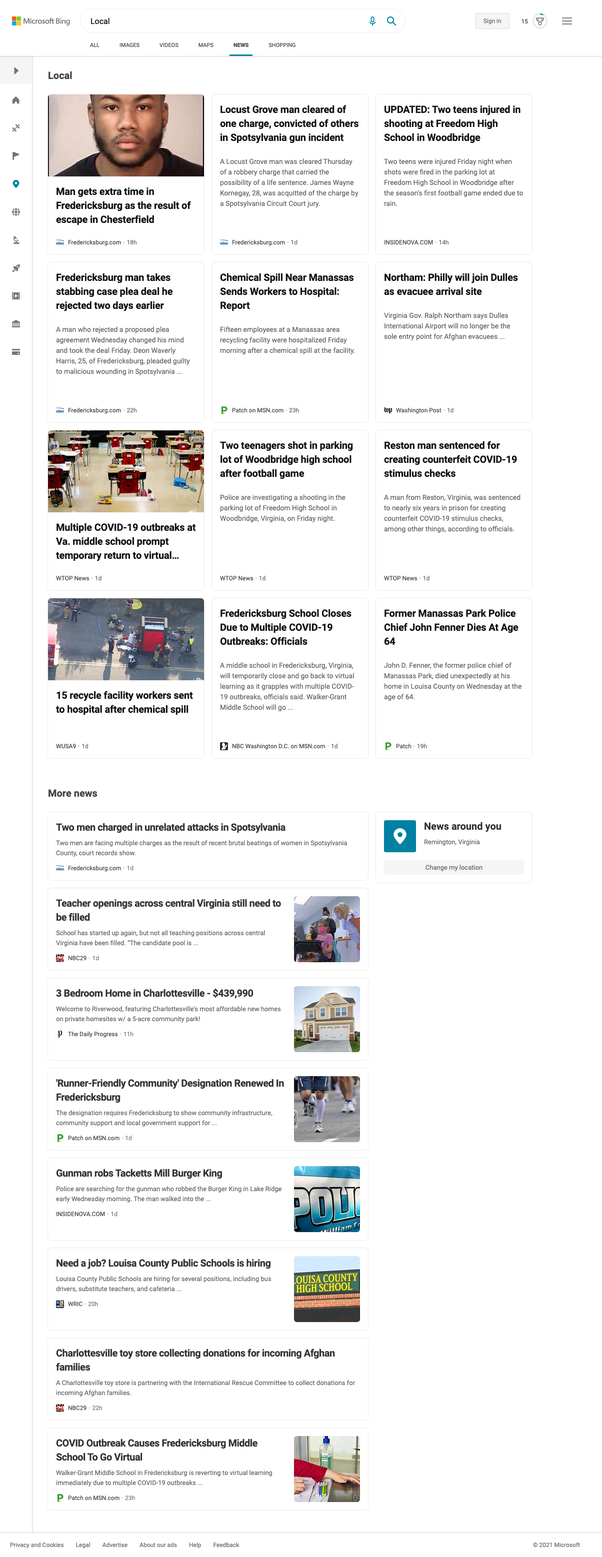 Microsoft Bing
Local
Sign in
15
ALL
IMAGES
VIDEOS
MAPS
NEWS
SHOPPING
Local
Man gets extra time in
Fredericksburg as the result of
escape in Chesterfield
Fredericksburg.com · 18h
Locust Grove man cleared of
one charge, convicted of others
in Spotsylvania gun incident
A Locust Grove man was cleared Thursday
of a robbery charge that carried the
possibility of a life sentence. James Wayne
Kornegay, 28, was acquitted of the charge by
a Spotsylvania Circuit Court jury.
Fredericksburg.com · 1d
UPDATED: Two teens injured in
shooting at Freedom High
School in Woodbridge
Two teens were injured Friday night when
shots were fired in the parking lot at
Freedom High School in Woodbridge after
the season's first football game ended due to
rain.
INSIDENOVA.COM · 14h
Fredericksburg man takes
stabbing case plea deal he
rejected two days earlier
A man who rejected a proposed plea
agreement Wednesday changed his mind
and took the deal Friday. Deon Waverly
Harris, 25, of Fredericksburg, pleaded guilty
to malicious wounding in Spotsylvania ...
Fredericksburg.com · 22h
Chemical Spill Near Manassas
Sends Workers to Hospital:
Report
Fifteen employees at a Manassas area
recycling facility were hospitalized Friday
morning after a chemical spill at the facility.
Patch on MSN.com · 23h
Northam: Philly will join Dulles
as evacuee arrival site
Virginia Gov. Ralph Northam says Dulles
International Airport will no longer be the
sole entry point for Afghan evacuees ...
wp Washington Post · 1d
Multiple COVID-19 outbreaks at
Va. middle school prompt
temporary return to virtual...
WTOP News · 1d
Two teenagers shot in parking
lot of Woodbridge high school
after football game
Police are investigating a shooting in the
parking lot of Freedom High School in
Woodbridge, Virginia, on Friday night.
WTOP News · 1d
Reston man sentenced for
creating counterfeit COVID-19
stimulus checks
A man from Reston, Virginia, was sentenced
to nearly six years in prison for creating
counterfeit COVID-19 stimulus checks,
among other things, according to officials.
WTOP News · 1d
15 recycle facility workers sent
to hospital after chemical spill
WUSA9 · 1d
Fredericksburg School Closes
Due to Multiple COVID-19
Outbreaks: Officials
A middle school in Fredericksburg, Virginia,
will temporarily close and go back to virtual
learning as it grapples with multiple COVID-
19 outbreaks, officials said. Walker-Grant
Middle School will go ...
NBC Washington D.C. on MSN.com · 1d
Former Manassas Park Police
Chief John Fenner Dies At Age
64
John D. Fenner, the former police chief of
Manassas Park, died unexpectedly at his
home in Louisa County on Wednesday at the
age of 64.
Patch · 19h
More news
Two men charged in unrelated attacks in Spotsylvania
Two men are facing multiple charges as the result of recent brutal beatings of women in Spotsylvania
County, court records show.
Fredericksburg.com · 1d
News around you
Remington, Virginia
Change my location
Teacher openings across central Virginia still need to
be filled
School has started up again, but not all teaching positions across central
Virginia have been filled. "The candidate pool is ...
NBC29 · 1d
3 Bedroom Home in Charlottesville - $439,990
Welcome to Riverwood, featuring Charlottesville's most affordable new homes
on private homesites w/ a 5-acre community park!
The Daily Progress · 11h
'Runner-Friendly Community' Designation Renewed In
Fredericksburg
The designation requires Fredericksburg to show community infrastructure,
community support and local government support for ...
Patch on MSN.com · 1d
Gunman robs Tacketts Mill Burger King
Police are searching for the gunman who robbed the Burger King in Lake Ridge
early Wednesday morning. The man walked into the ...
INSIDENOVA.COM · 1d
POLI
Need a job? Louisa County Public Schools is hiring
Louisa County Public Schools are hiring for several positions, including bus
drivers, substitute teachers, and cafeteria ...
WRIC · 20h
LOUISA COUNTY
HIGH SCHOOL
Charlottesville toy store collecting donations for incoming Afghan
families
A Charlottesville toy store is partnering with the International Rescue Committee to collect donations for
incoming Afghan families.
NBC29 · 22h
COVID Outbreak Causes Fredericksburg Middle
School To Go Virtual
Walker-Grant Middle School in Fredericksburg is reverting to virtual learning
immediately due to multiple COVID-19 outbreaks ...
Patch on MSN.com · 23h
Privacy and Cookies
Legal
Advertise
About our ads
Help
Feedback
© 2021 Microsoft